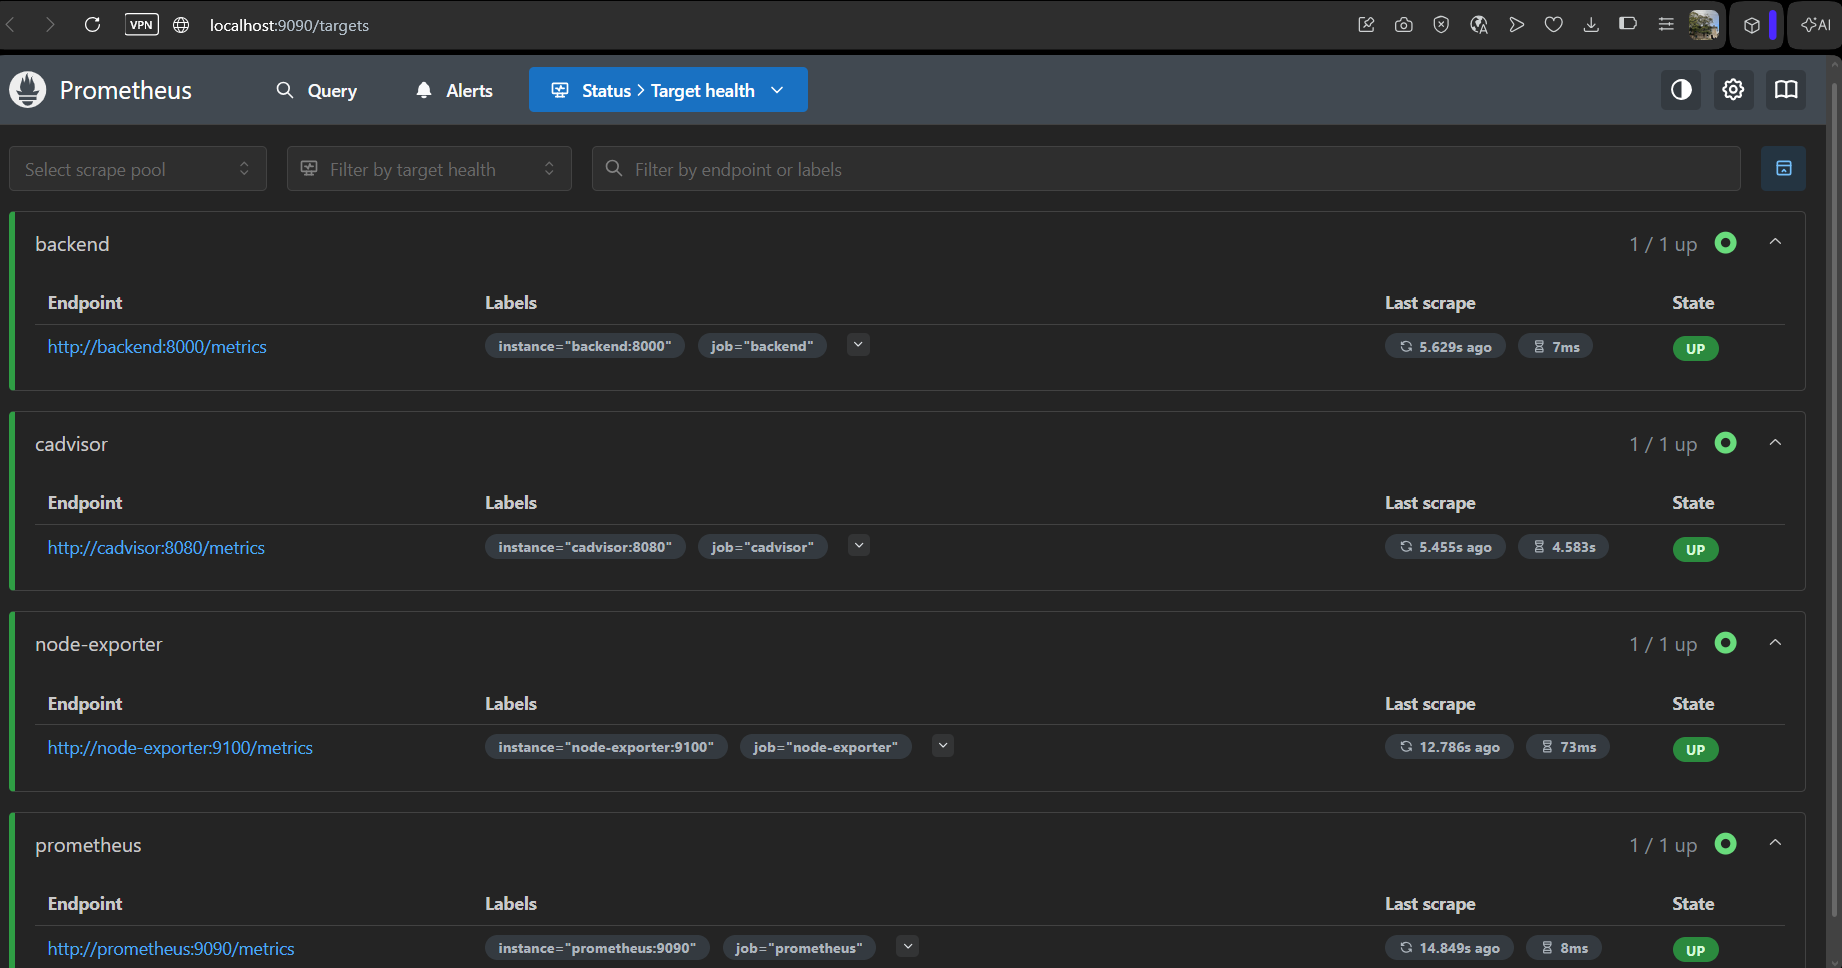 VPN localhost:9090/targets AI
Prometheus Query Alerts Status > Target health
Select scrape pool Filter by target health Filter by endpoint or labels
backend 1 / 1 up
Endpoint Labels Last scrape State
http://backend:8000/metrics instance="backend:8000" job="backend" 5.629s ago 7ms UP
cadvisor 1 / 1 up
Endpoint Labels Last scrape State
http://cadvisor:8080/metrics instance="cadvisor:8080" job="cadvisor" 5.455s ago 4.583s UP
node-exporter 1 / 1 up
Endpoint Labels Last scrape State
http://node-exporter:9100/metrics instance="node-exporter:9100" job="node-exporter" 12.786s ago 73ms UP
prometheus 1 / 1 up
Endpoint Labels Last scrape State
http://prometheus:9090/metrics instance="prometheus:9090" job="prometheus" 14.849s ago 8ms UP